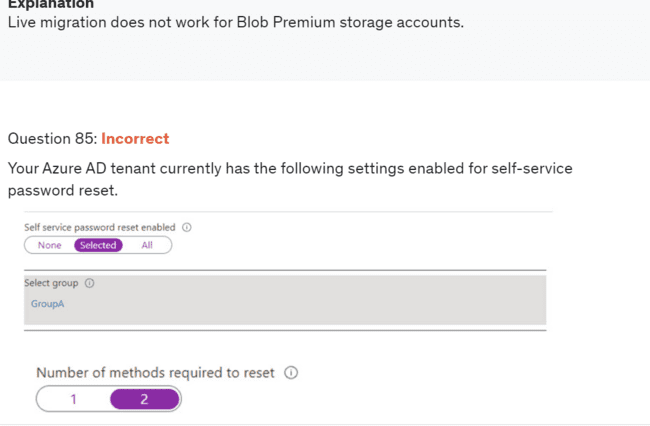 Explanation
Live migration does not work for Blob Premium storage accounts.
Question 85: Incorrect
Your Azure AD tenant currently has the following settings enabled for self-service
password reset.
Self service password reset enabled
None Selected All
Select group
GroupA
Number of methods required to reset
1 2